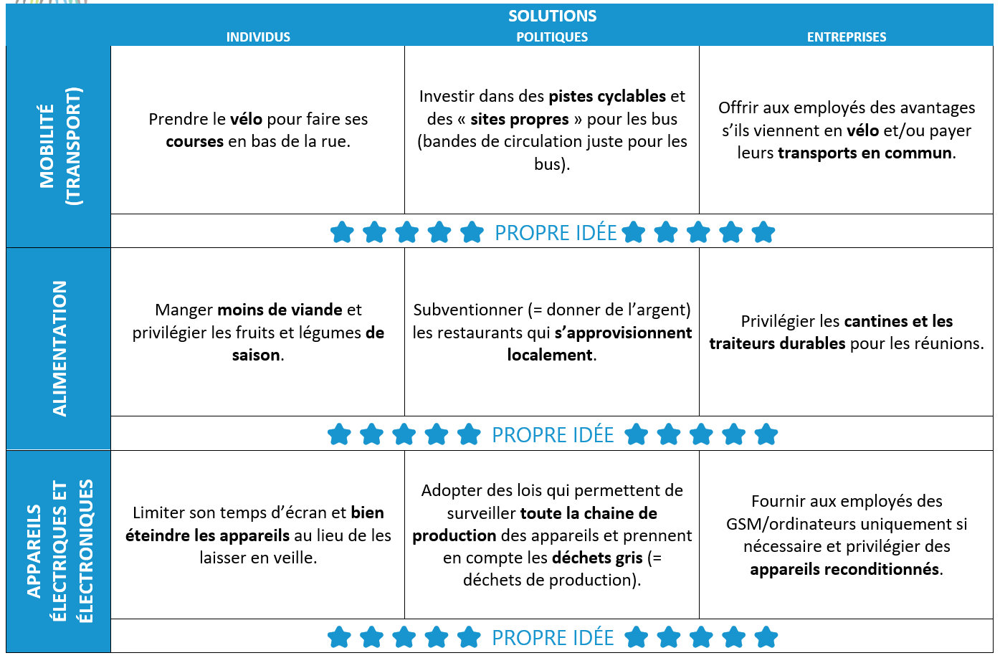 SOLUTIONS
INDIVIDUS
POLITIQUES
ENTREPRISES
MOBILITÉ
(TRANSPORT)
Prendre le vélo pour faire ses
courses en bas de la rue.
Investir dans des pistes cyclables et
des « sites propres » pour les bus
(bandes de circulation juste pour les
bus).
Offrir aux employés des avantages
s’ils viennent en vélo et/ou payer
leurs transports en commun.
PROPRE IDÉE
ALIMENTATION
Manger moins de viande et
privilégier les fruits et légumes de
saison.
Subventionner (= donner de l’argent)
les restaurants qui s’approvisionnent
localement.
Privilégier les cantines et les
traiteurs durables pour les réunions.
PROPRE IDÉE
APPAREILS
ÉLECTRIQUES ET
ÉLECTRONIQUES
Limiter son temps d’écran et bien
éteindre les appareils au lieu de les
laisser en veille.
Adopter des lois qui permettent de
surveiller toute la chaine de
production des appareils et prennent
en compte les déchets gris (=
déchets de production).
Fournir aux employés des
GSM/ordinateurs uniquement si
nécessaire et privilégier des
appareils reconditionnés.
PROPRE IDÉE